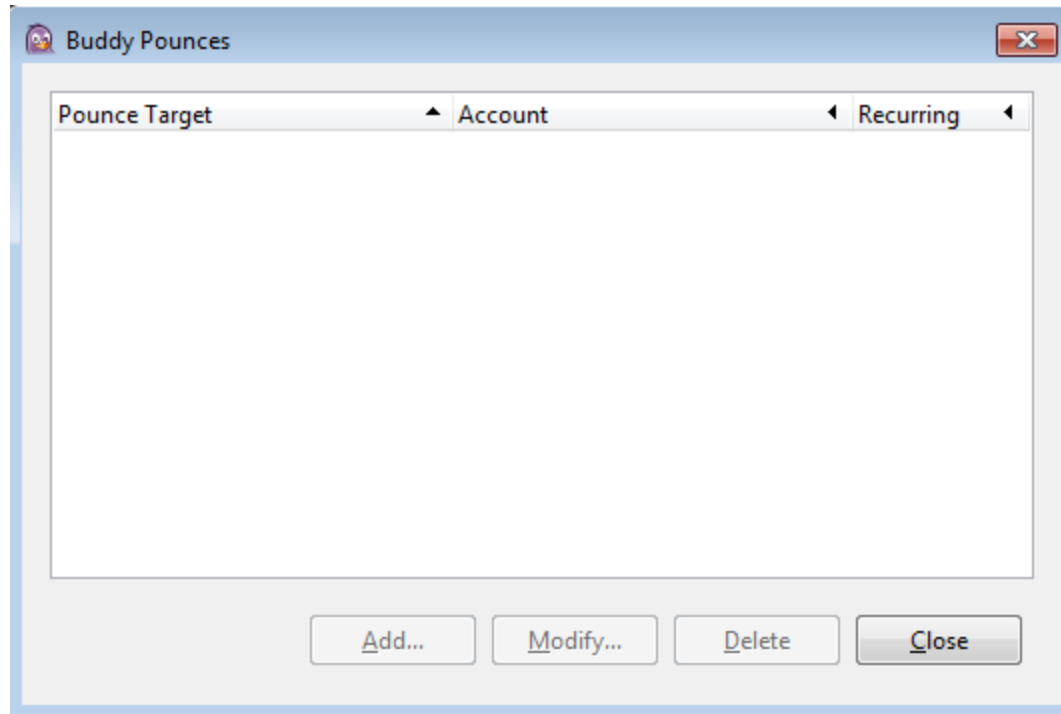 Buddy Pounces
Pounce Target Account Recurring
Add... Modify... Delete Close